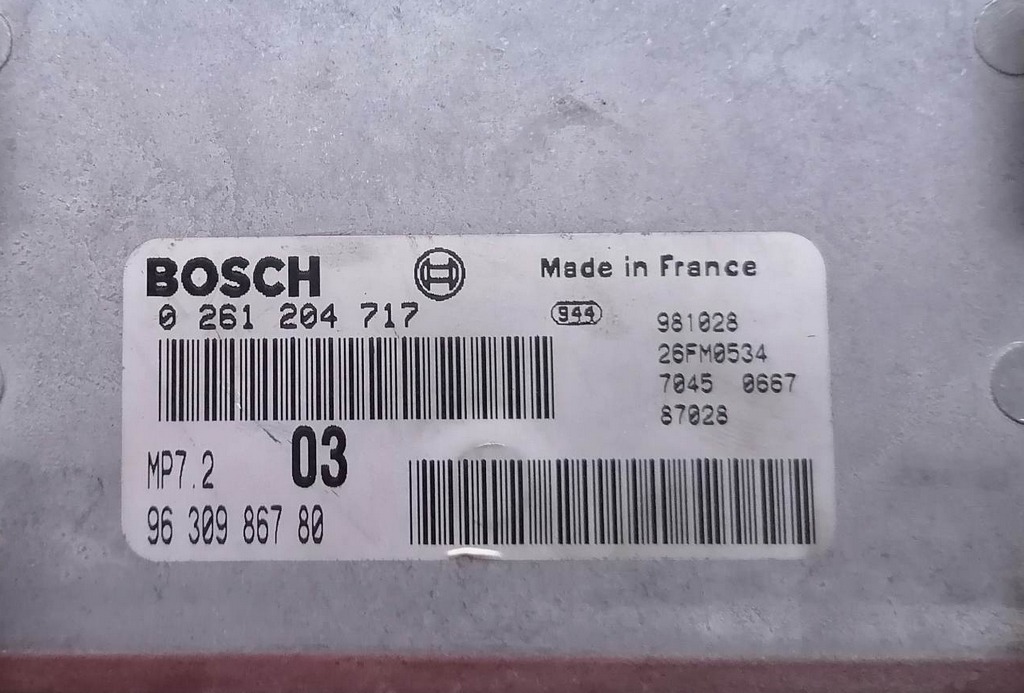 BOSCH
Made in France
0 261 204 717
944
981028
26FM0534
7045 0667
87028
MP7.2
03
96 309 867 80